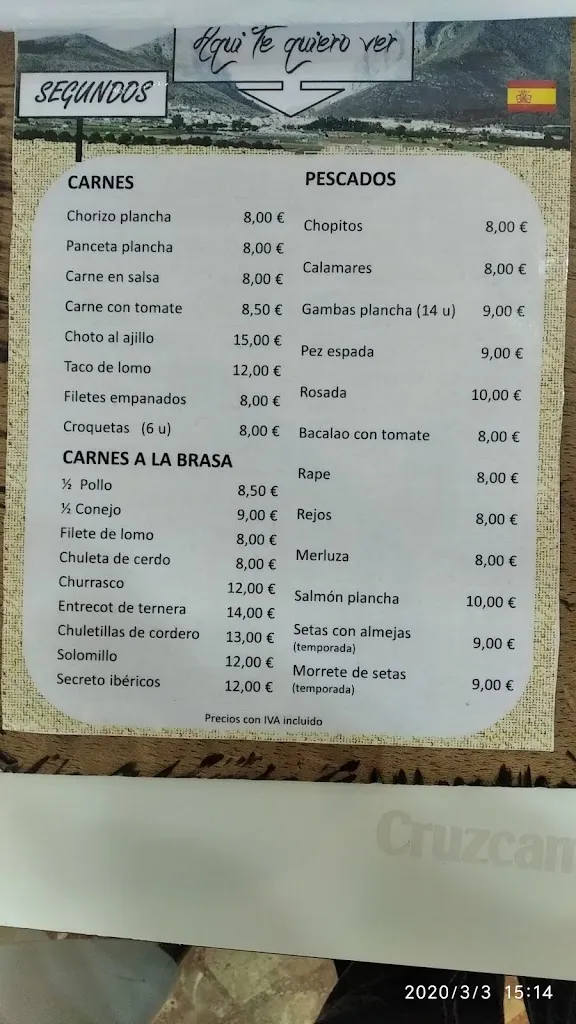 Aqui te quiero ver
SEGUNDOS
CARNES
Chorizo plancha 8,00 €
Panceta plancha 8,00 €
Carne en salsa 8,00 €
Carne con tomate 8,50 €
Choto al ajillo 15,00 €
Taco de lomo 12,00 €
Filetes empanados 8,00 €
Croquetas (6 u) 8,00 €
CARNES A LA BRASA
½ Pollo 8,50 €
½ Conejo 9,00 €
Filete de lomo 8,00 €
Chuleta de cerdo 8,00 €
Churrasco 12,00 €
Entrecot de ternera 14,00 €
Chuletillas de cordero 13,00 €
Solomillo 12,00 €
Secreto ibéricos 12,00 €
PESCADOS
Chopitos 8,00 €
Calamares 8,00 €
Gambas plancha (14 u) 9,00 €
Pez espada 9,00 €
Rosada 10,00 €
Bacalao con tomate 8,00 €
Rape 8,00 €
Rejos 8,00 €
Merluza 8,00 €
Salmón plancha 10,00 €
Setas con almejas 9,00 €
(temporada)
Morrete de setas 9,00 €
(temporada)
Precios con IVA incluido
Cruzcam
2020/3/3 15:14